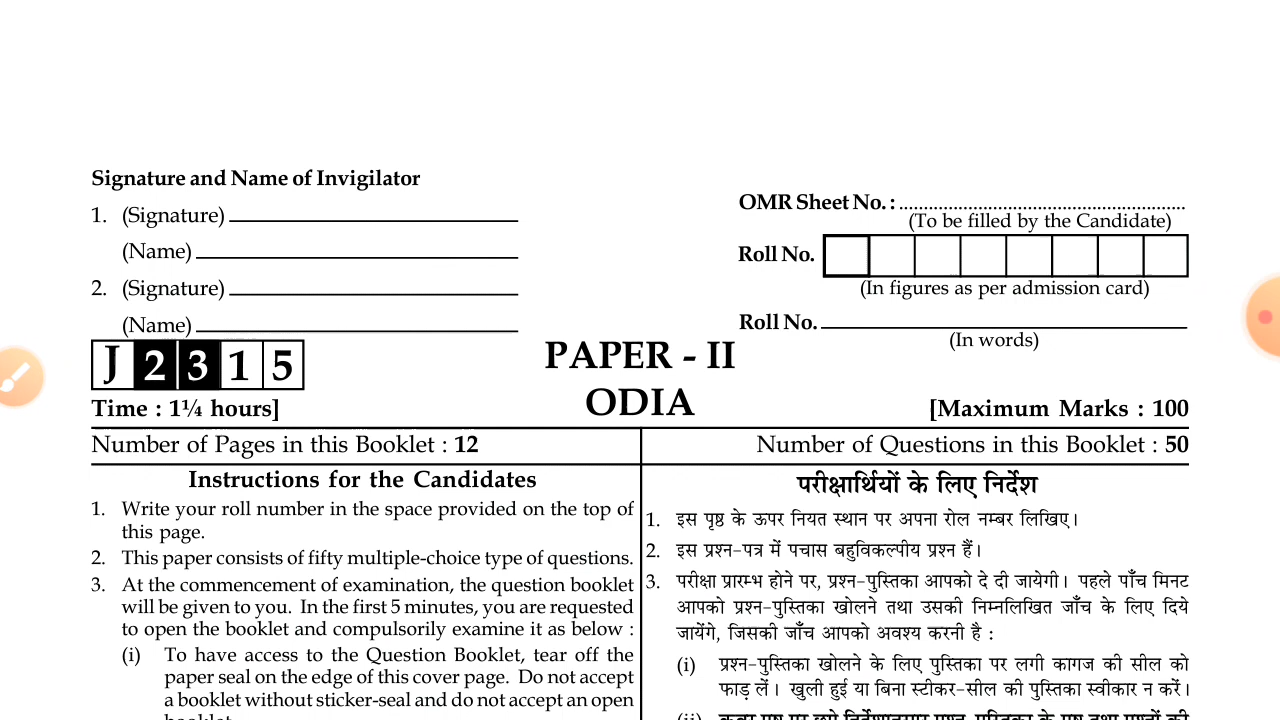 Signature and Name of Invigilator
1. (Signature)
(Name)
2. (Signature)
(Name)
OMR Sheet No. :
(To be filled by the Candidate)
Roll No.
(In figures as per admission card)
Roll No.
(In words)
J 2 3 1 5
PAPER - II
ODIA
Time : 1¼ hours]
[Maximum Marks : 100
Number of Pages in this Booklet : 12
Number of Questions in this Booklet : 50
Instructions for the Candidates
1. Write your roll number in the space provided on the top of
this page.
2. This paper consists of fifty multiple-choice type of questions.
3. At the commencement of examination, the question booklet
will be given to you. In the first 5 minutes, you are requested
to open the booklet and compulsorily examine it as below :
(i) To have access to the Question Booklet, tear off the
paper seal on the edge of this cover page. Do not accept
a booklet without sticker-seal and do not accept an open
booklet.
परीक्षार्थियों के लिए निर्देश
1. इस पृष्ठ के ऊपर नियत स्थान पर अपना रोल नम्बर लिखिए।
2. इस प्रश्न-पत्र में पचास बहुविकल्पीय प्रश्न हैं।
3. परीक्षा प्रारम्भ होने पर, प्रश्न-पुस्तिका आपको दे दी जायेगी। पहले पाँच मिनट
आपको प्रश्न-पुस्तिका खोलने तथा उसकी निम्नलिखित जाँच के लिए दिये
जायेंगे, जिसकी जाँच आपको अवश्य करनी है :
(i) प्रश्न-पुस्तिका खोलने के लिए पुस्तिका पर लगी कागज की सील को
फाड़ लें। खुली हुई या बिना स्टीकर-सील की पुस्तिका स्वीकार न करें।
(ii)